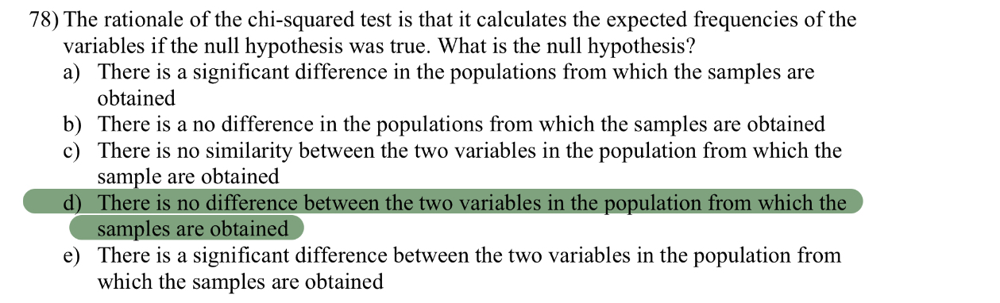 78) The rationale of the chi-squared test is that it calculates the expected frequencies of the
variables if the null hypothesis was true. What is the null hypothesis?
a) There is a significant difference in the populations from which the samples are
obtained
b) There is a no difference in the populations from which the samples are obtained
c) There is no similarity between the two variables in the population from which the
sample are obtained
d) There is no difference between the two variables in the population from which the
samples are obtained
e) There is a significant difference between the two variables in the population from
which the samples are obtained